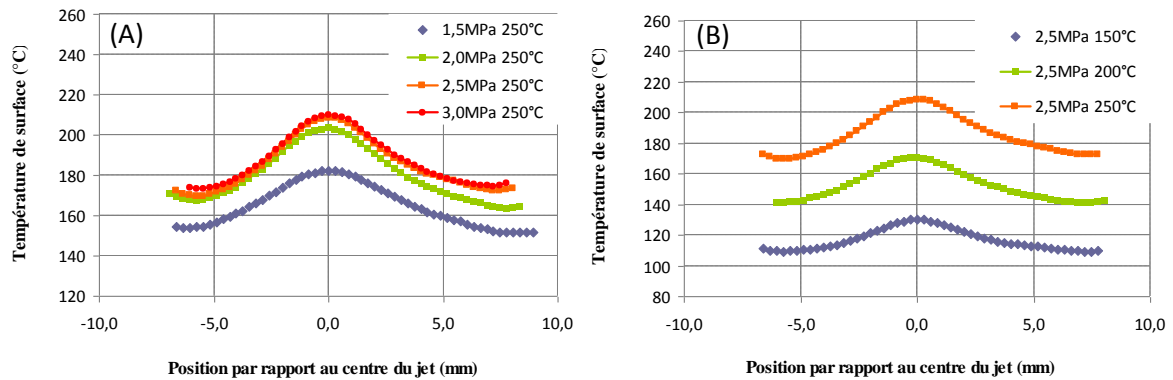 (A)
1,5MPa 250°C
2,0MPa 250°C
2,5MPa 250°C
3,0MPa 250°C
Température de surface (°C)
260
240
220
200
180
160
140
120
-10,0
-5,0
0,0
5,0
10,0
Position par rapport au centre du jet (mm)
(B)
2,5MPa 150°C
2,5MPa 200°C
2,5MPa 250°C
Température de surface (°C)
260
240
220
200
180
160
140
120
100
80
-10,0
-5,0
0,0
5,0
10,0
Position par rapport au centre du jet (mm)